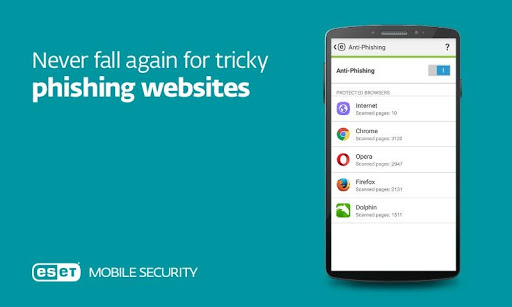 Never fall again for tricky
phishing websites
eseT MOBILE SECURITY
e Anti-Phishing ?
Anti-Phishing I
PROTECTED BROWSERS
Internet
Scanned pages: 10
Chrome
Scanned pages: 3120
Opera
Scanned pages: 2947
Firefox
Scanned pages: 2131
Dolphin
Scanned pages: 1511